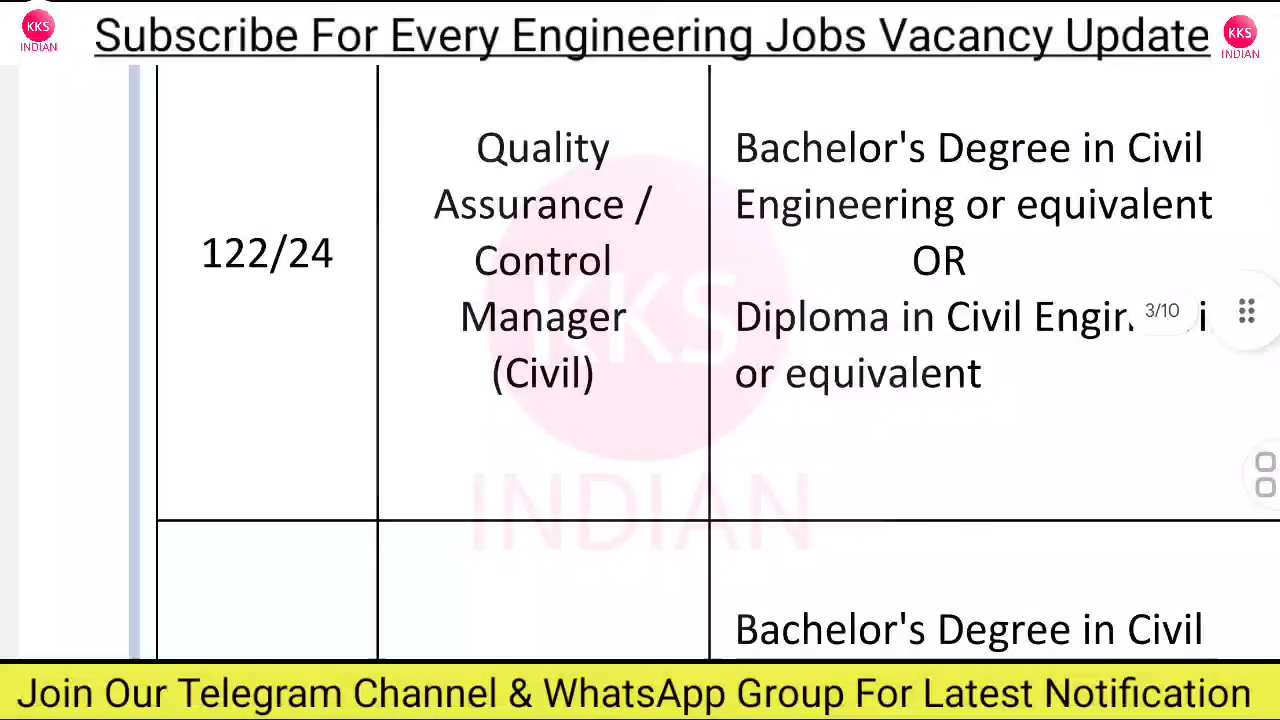 KKS
INDIAN
Subscribe For Every Engineering Jobs Vacancy Update
KKS
INDIAN
122/24
Quality
Assurance /
Control
Manager
(Civil)
Bachelor's Degree in Civil
Engineering or equivalent
OR
Diploma in Civil
or equivalent
3/10
KKS
INDIAN
Bachelor's Degree in Civil
Join Our Telegram Channel & WhatsApp Group For Latest Notification